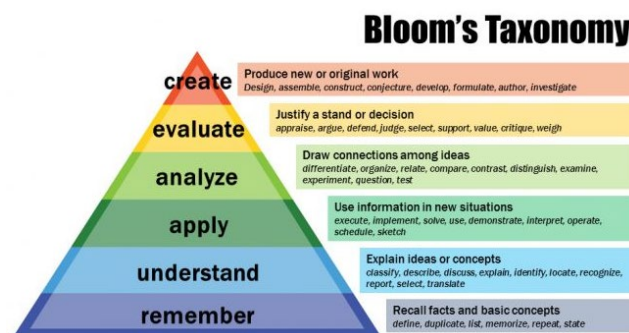 Bloom's Taxonomy
create
Produce new or original work
Design, assemble, construct, conjecture, develop, formulate, author, investigate
evaluate
Justify a stand or decision
appraise, argue, defend, judge, select, support, value, critique, weigh
analyze
Draw connections among ideas
differentiate, organize, relate, compare, contrast, distinguish, examine,
experiment, question, test
apply
Use information in new situations
execute, implement, solve, use, demonstrate, interpret, operate,
schedule, sketch
understand
Explain ideas or concepts
classify, describe, discuss, explain, identify, locate, recognize,
report, select, translate
remember
Recall facts and basic concepts
define, duplicate, list, memorize, repeat, state